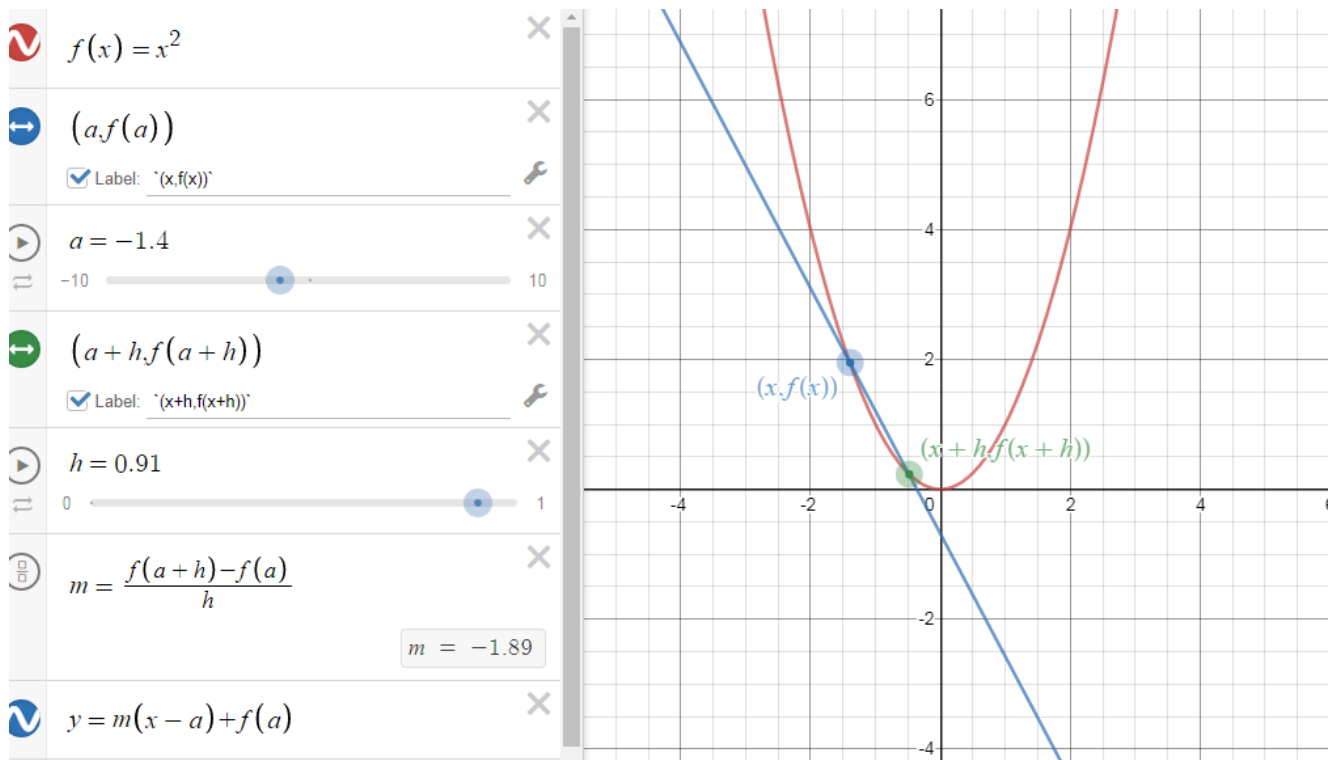 f(x) = x²
(a,f(a))
Label: `(x,f(x))`
a = −1.4
−10 10
(a + h,f(a + h))
Label: `(x+h,f(x+h))`
h = 0.91
0 1
m = \frac{f(a+h)−f(a)}{h}
m = −1.89
y = m(x − a)+f(a)
6
4
2
(x,f(x))
(x + h,f(x + h))
-4 -2 0 2 4
-2
-4